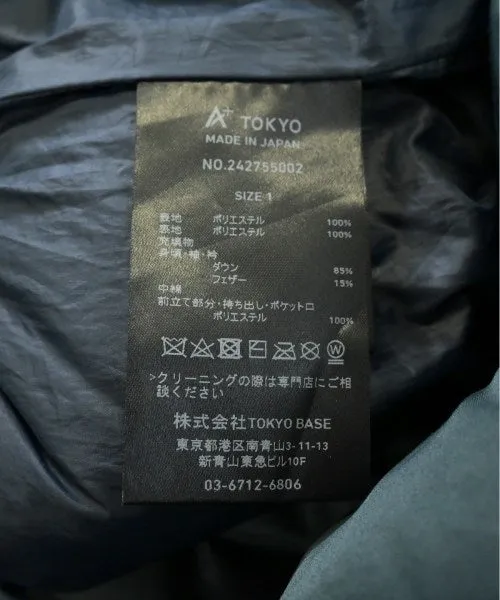 A+ TOKYO
MADE IN JAPAN
NO.242755002
SIZE 1
表地 ポリエステル 100%
裏地 ポリエステル 100%
充填物
身頃・袖・衿
ダウン 85%
フェザー 15%
中綿
前立て部分・持ち出し・ポケット口
ポリエステル 100%
W
>クリーニングの際は専門店にご相
談ください
株式会社TOKYO BASE
東京都港区南青山3-11-13
新青山東急ビル10F
03-6712-6806